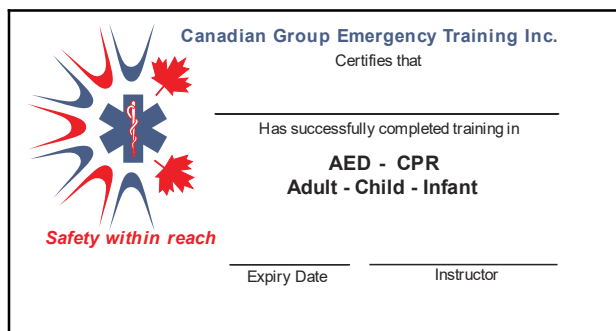 Canadian Group Emergency Training Inc.
Certifies that
Has successfully completed training in
AED - CPR
Adult - Child - Infant
Safety within reach
Expiry Date
Instructor